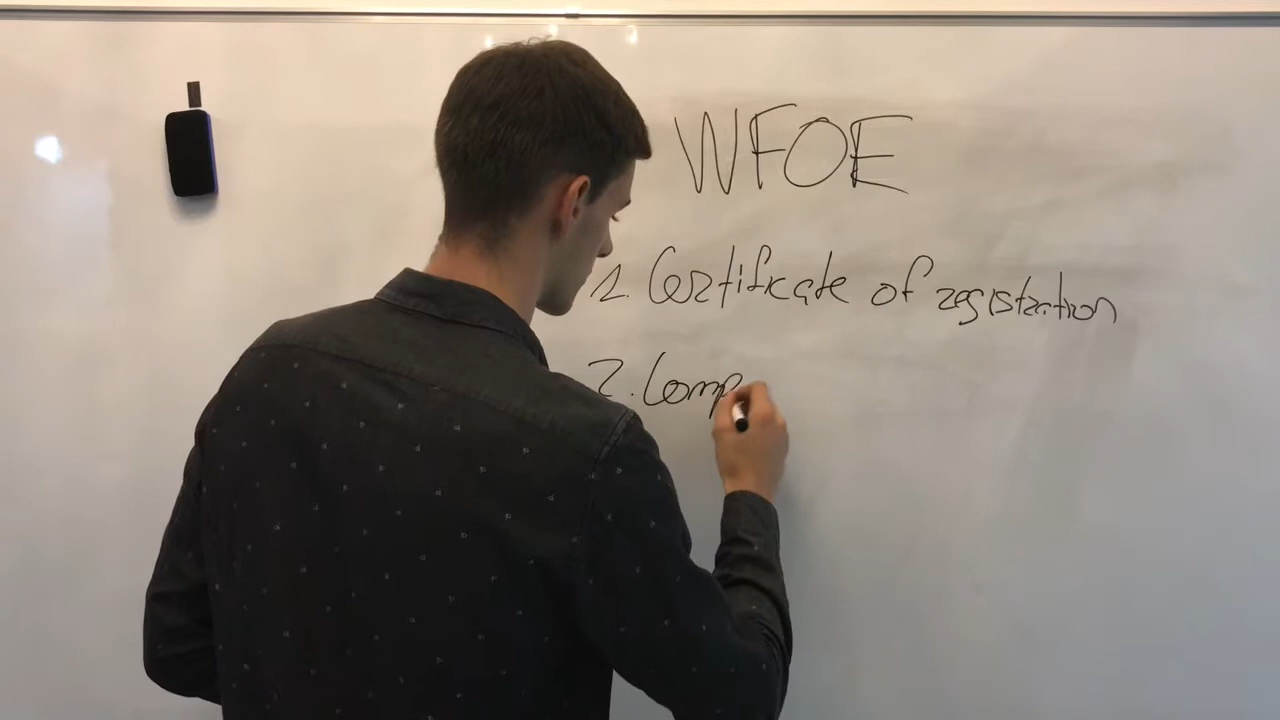 WFOE
1. Certificate of registration
2. Comp